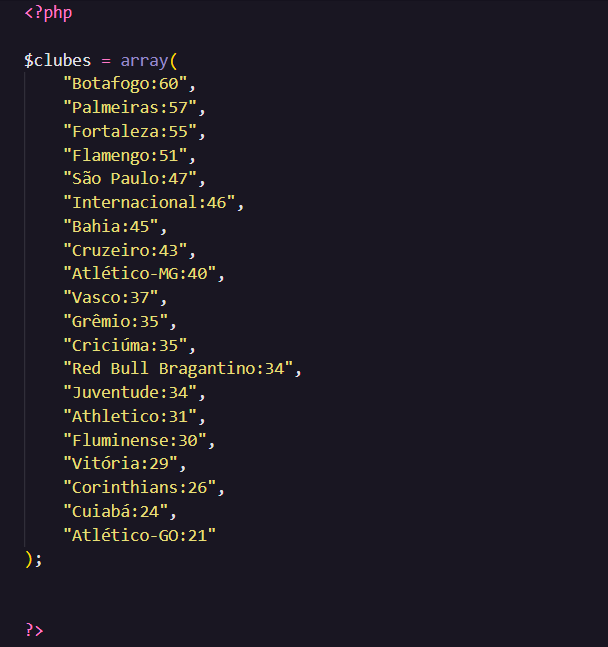 <?php
$clubes = array(
"Botafogo:60",
"Palmeiras:57",
"Fortaleza:55",
"Flamengo:51",
"São Paulo:47",
"Internacional:46",
"Bahia:45",
"Cruzeiro:43",
"Atlético-MG:40",
"Vasco:37",
"Grêmio:35",
"Criciúma:35",
"Red Bull Bragantino:34",
"Juventude:34",
"Athletico:31",
"Fluminense:30",
"Vitória:29",
"Corinthians:26",
"Cuiabá:24",
"Atlético-GO:21"
);
?>